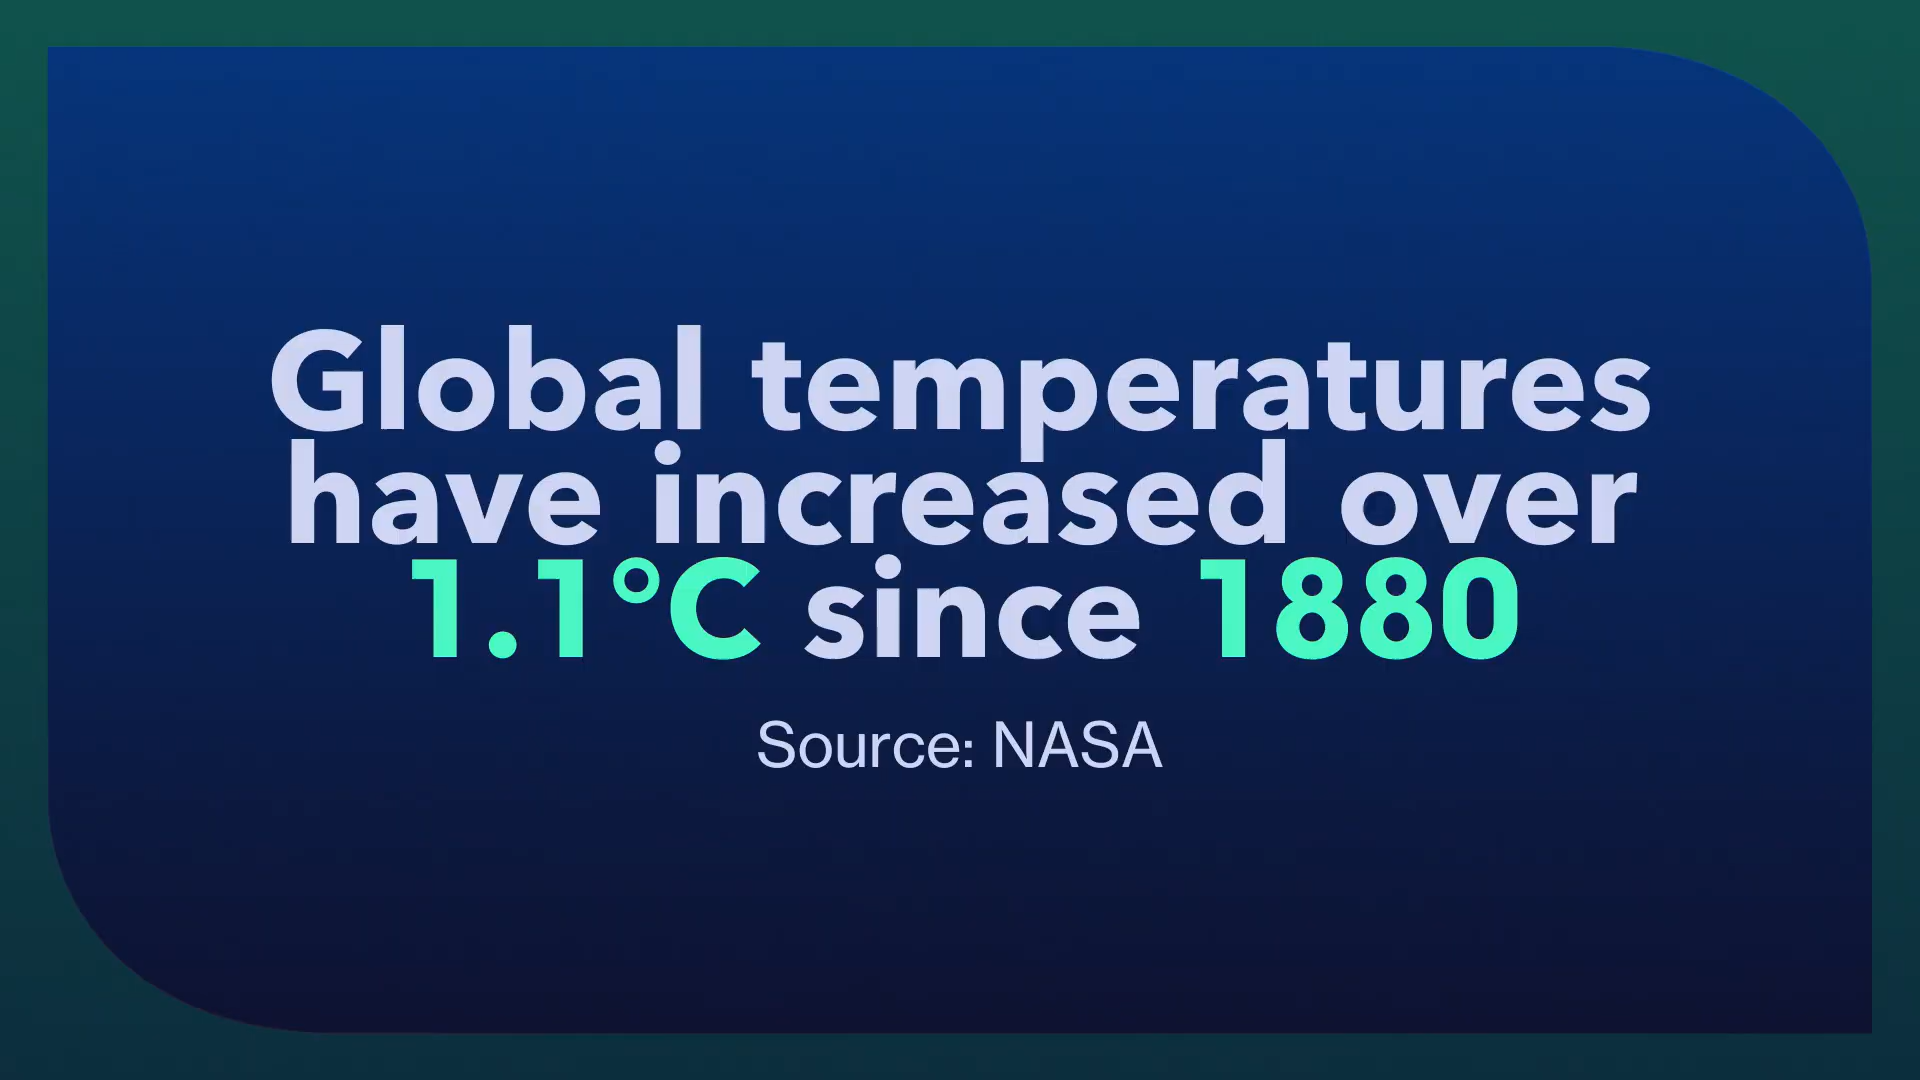 Global temperatures
have increased over
1.1°C since 1880
Source: NASA